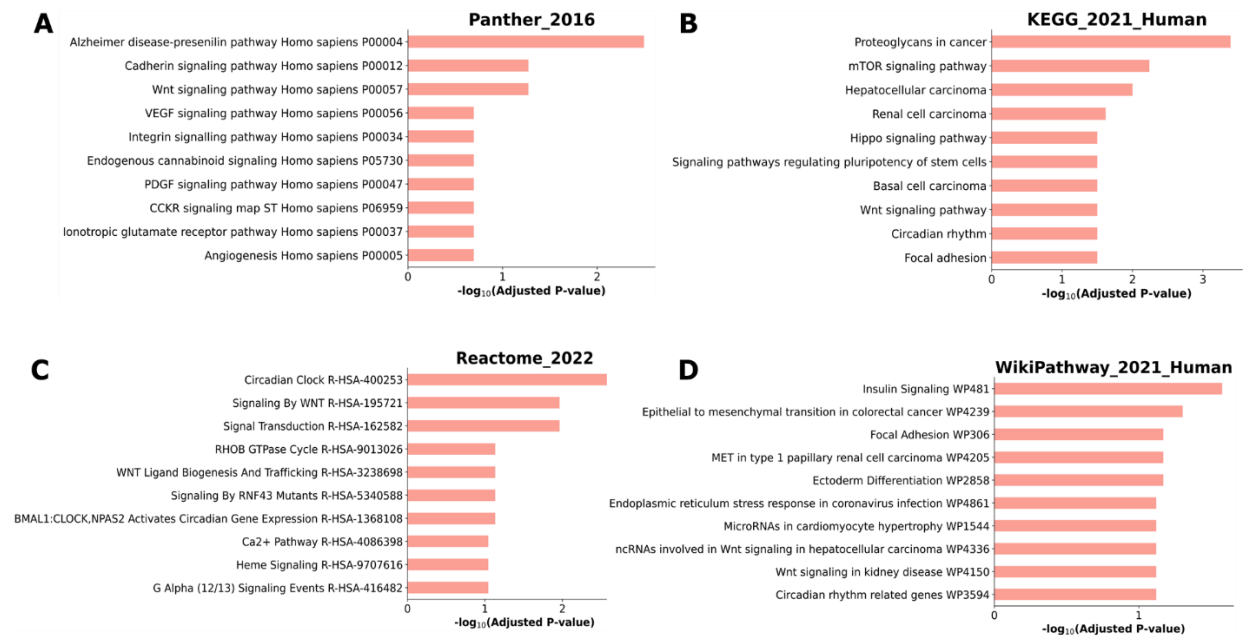 A
Panther_2016
Alzheimer disease-presenilin pathway Homo sapiens P00004
Cadherin signaling pathway Homo sapiens P00012
Wnt signaling pathway Homo sapiens P00057
VEGF signaling pathway Homo sapiens P00056
Integrin signalling pathway Homo sapiens P00034
Endogenous cannabinoid signaling Homo sapiens P05730
PDGF signaling pathway Homo sapiens P00047
CCKR signaling map ST Homo sapiens P06959
Ionotropic glutamate receptor pathway Homo sapiens P00037
Angiogenesis Homo sapiens P00005
0 1 2
-log₁₀(Adjusted P-value)
B
KEGG_2021_Human
Proteoglycans in cancer
mTOR signaling pathway
Hepatocellular carcinoma
Renal cell carcinoma
Hippo signaling pathway
Signaling pathways regulating pluripotency of stem cells
Basal cell carcinoma
Wnt signaling pathway
Circadian rhythm
Focal adhesion
0 1 2 3
-log₁₀(Adjusted P-value)
C
Reactome_2022
Circadian Clock R-HSA-400253
Signaling By WNT R-HSA-195721
Signal Transduction R-HSA-162582
RHOB GTPase Cycle R-HSA-9013026
WNT Ligand Biogenesis And Trafficking R-HSA-3238698
Signaling By RNF43 Mutants R-HSA-5340588
BMAL1:CLOCK,NPAS2 Activates Circadian Gene Expression R-HSA-1368108
Ca2+ Pathway R-HSA-4086398
Heme Signaling R-HSA-9707616
G Alpha (12/13) Signaling Events R-HSA-416482
0 1 2
-log₁₀(Adjusted P-value)
D
WikiPathway_2021_Human
Insulin Signaling WP481
Epithelial to mesenchymal transition in colorectal cancer WP4239
Focal Adhesion WP306
MET in type 1 papillary renal cell carcinoma WP4205
Ectoderm Differentiation WP2858
Endoplasmic reticulum stress response in coronavirus infection WP4861
MicroRNAs in cardiomyocyte hypertrophy WP1544
ncRNAs involved in Wnt signaling in hepatocellular carcinoma WP4336
Wnt signaling in kidney disease WP4150
Circadian rhythm related genes WP3594
1
-log₁₀(Adjusted P-value)